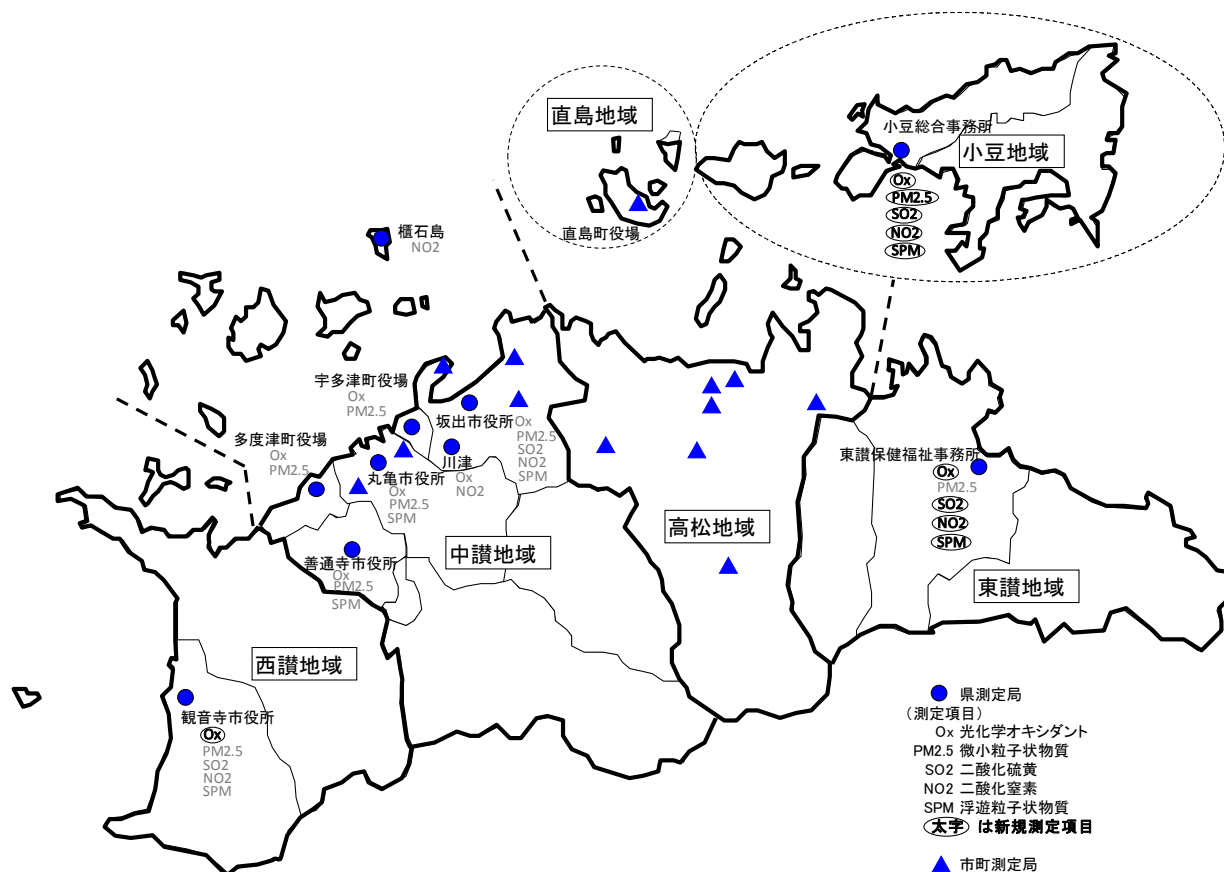 直島地域
直島町役場
小豆総合事務所
小豆地域
Ox
PM2.5
SO2
NO2
SPM
櫃石島
NO2
宇多津町役場
Ox
PM2.5
坂出市役所
Ox
PM2.5
SO2
NO2
SPM
川津
Ox
NO2
多度津町役場
Ox
PM2.5
丸亀市役所
Ox
PM2.5
SPM
善通寺市役所
Ox
PM2.5
SPM
中讃地域
高松地域
東讃保健福祉事務所
Ox
PM2.5
SO2
NO2
SPM
東讃地域
西讃地域
観音寺市役所
Ox
PM2.5
SO2
NO2
SPM
県測定局
(測定項目)
Ox 光化学オキシダント
PM2.5 微小粒子状物質
SO2 二酸化硫黄
NO2 二酸化窒素
SPM 浮遊粒子状物質
太字 は新規測定項目
市町測定局